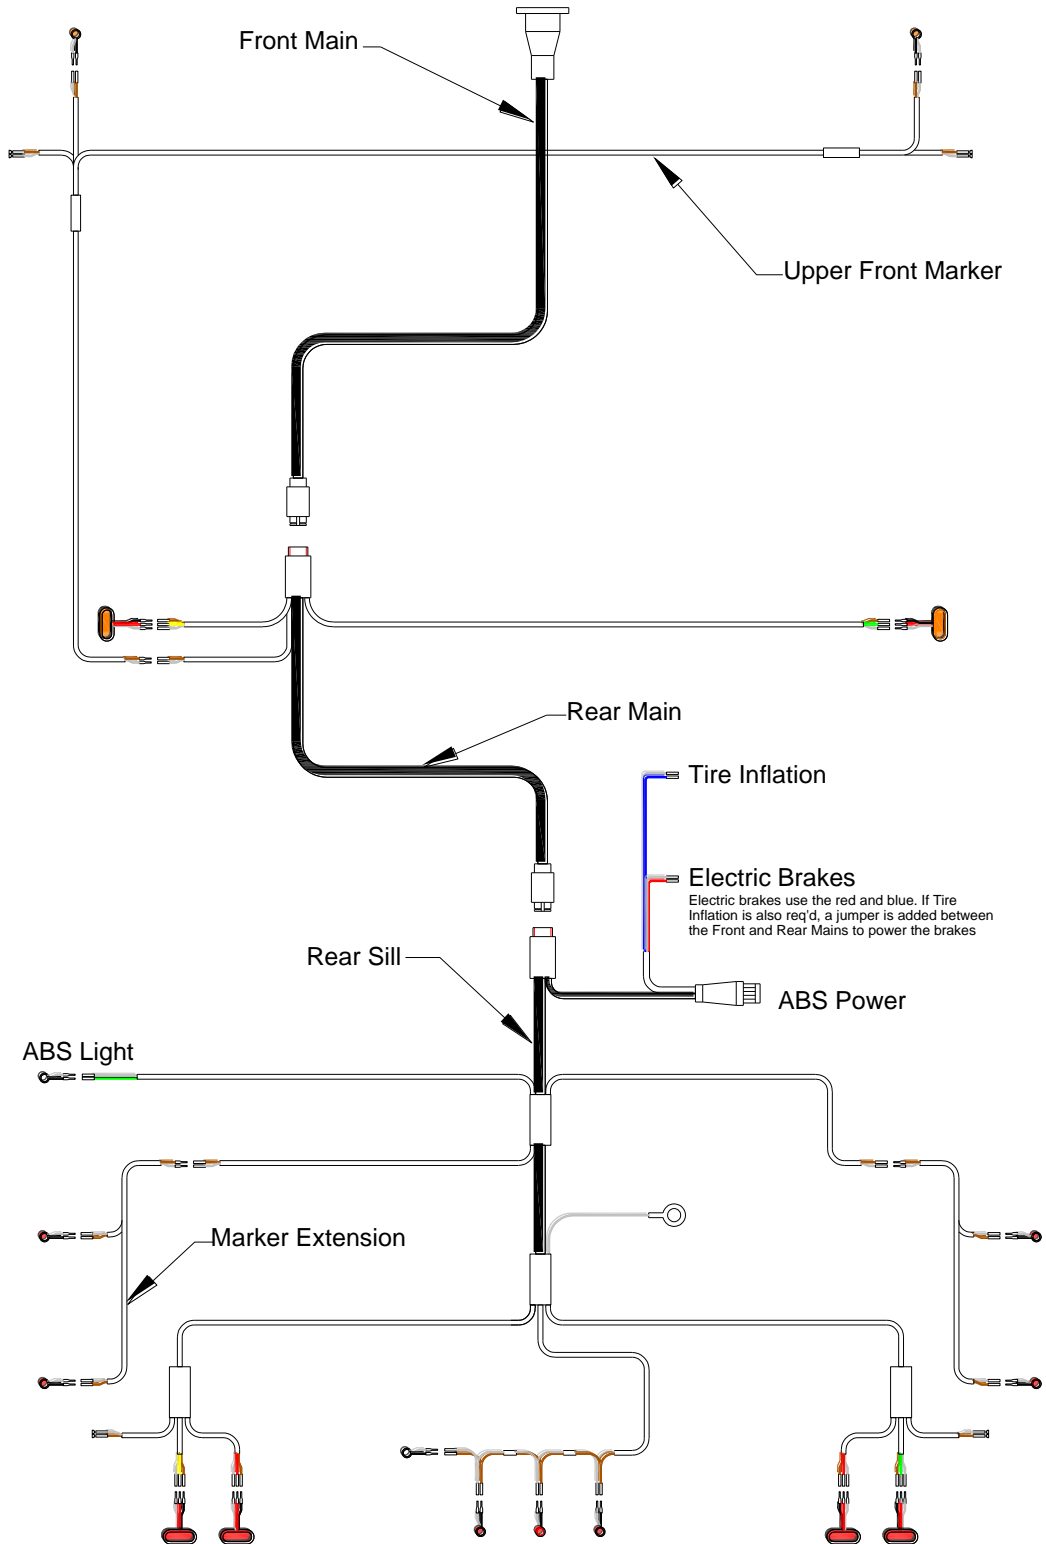 Front Main
Upper Front Marker
Rear Main
Tire Inflation
Electric Brakes
Electric brakes use the red and blue. If Tire
Inflation is also req'd, a jumper is added between
the Front and Rear Mains to power the brakes
Rear Sill
ABS Power
ABS Light
Marker Extension